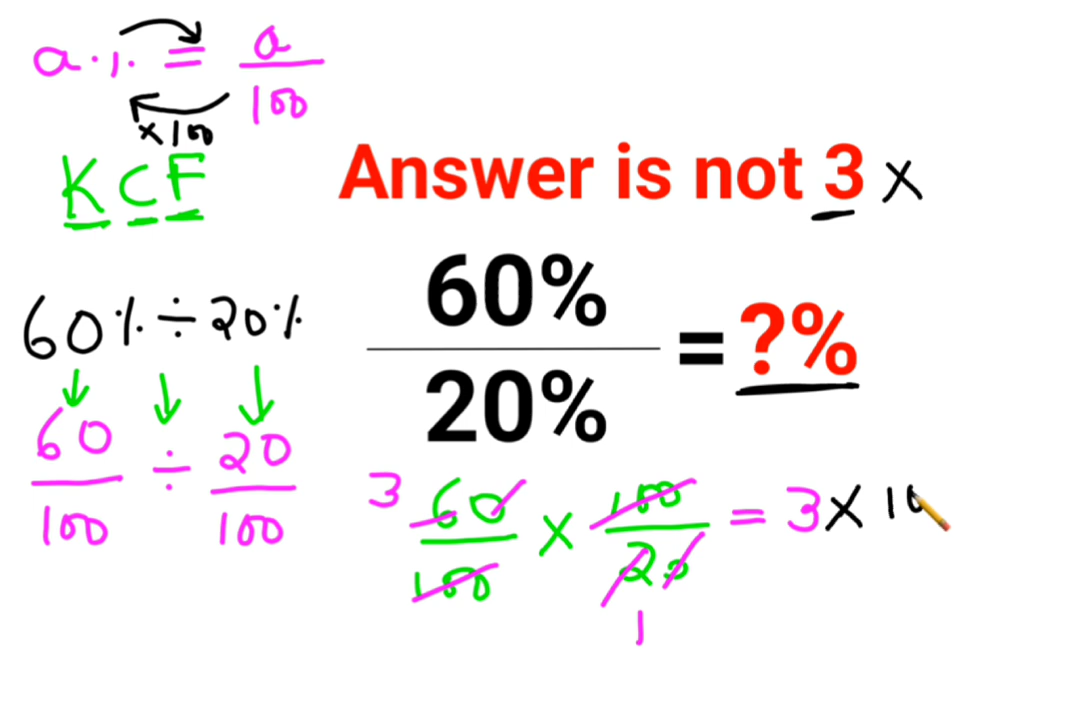 a % = a/100
×100
KCF
Answer is not 3 ×
60% ÷ 20%
60%/20% = ?%
60/100 ÷ 20/100
3 60/100 × 100/20 = 3 × 10
1